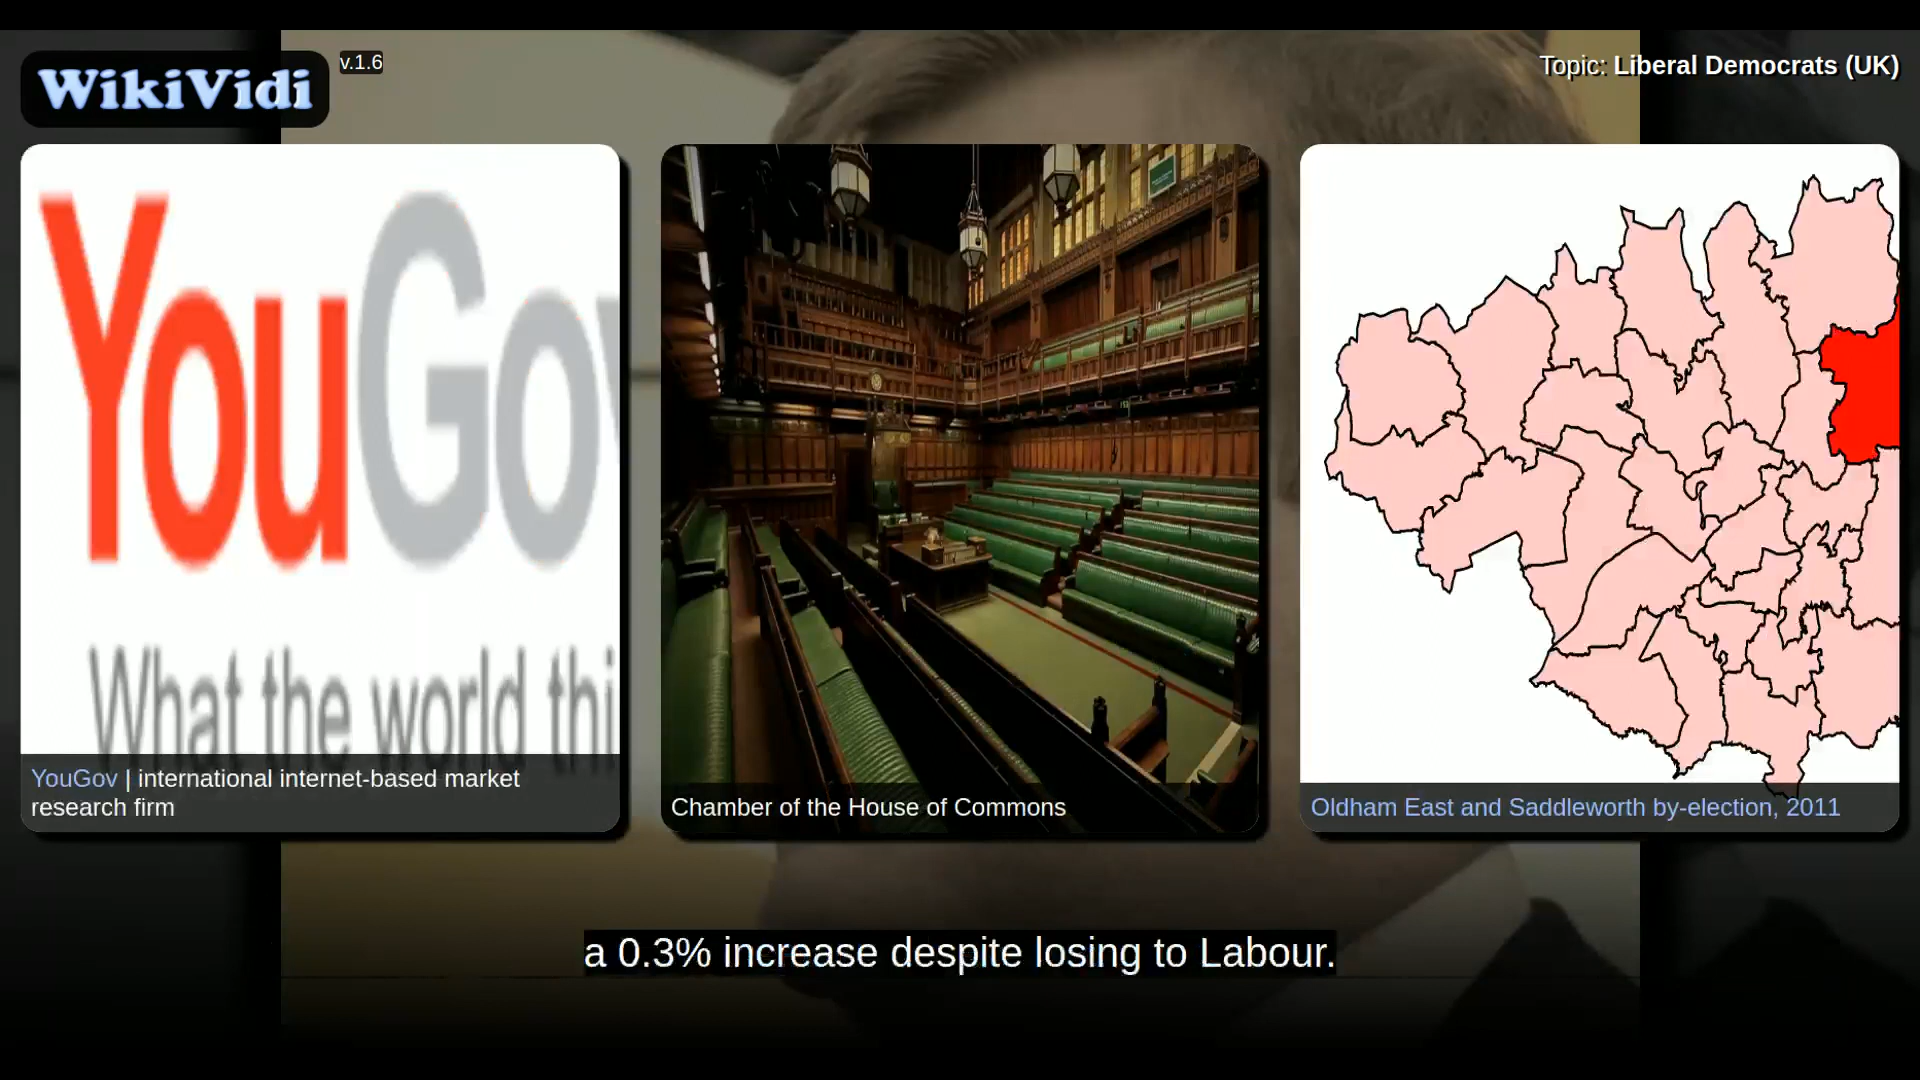 WikiVidi
v.1.6
Topic: Liberal Democrats (UK)
YouGov
What the world thi
YouGov | international internet-based market
research firm
Chamber of the House of Commons
Oldham East and Saddleworth by-election, 2011
a 0.3% increase despite losing to Labour.